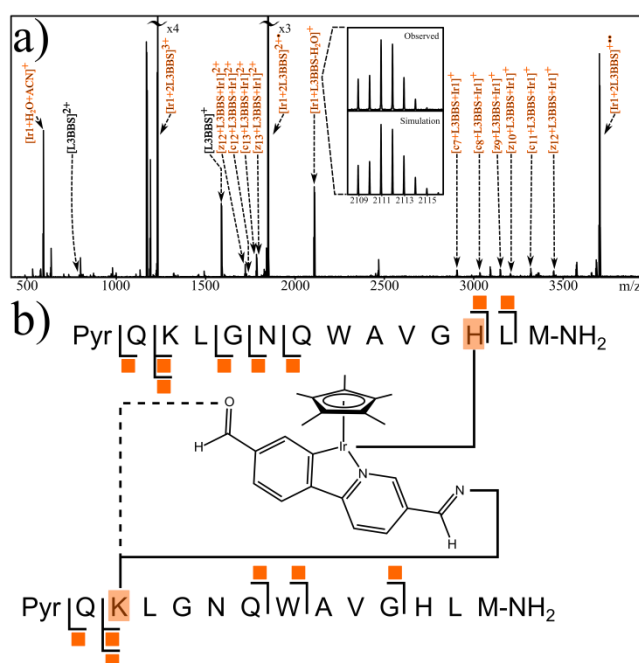 a)
x4
x3
[Ir1+H₂O+ACN]⁺
[L3BBS]²⁺
[Ir1+2L3BBS]³⁺
[L3BBS]⁺
[z₁₂+L3BBS+Ir1]²⁺
[c₁₂+L3BBS+Ir1]²⁺
[c₁₃+L3BBS+Ir1]²⁺
[z₁₃+L3BBS+Ir1]²⁺
[Ir1+2L3BBS]²⁺•
[Ir1+L3BBS-H₂O]⁺
Observed
Simulation
2109 2111 2113 2115
[c₇+L3BBS+Ir1]⁺
[c₈+L3BBS+Ir1]⁺
[z₉+L3BBS+Ir1]⁺
[z₁₀+L3BBS+Ir1]⁺
[c₁₁+L3BBS+Ir1]⁺
[z₁₂+L3BBS+Ir1]⁺
[Ir1+2L3BBS]⁺••
500 1000 1500 2000 2500 3000 3500 m/z
b)
Pyr Q K L G N Q W A V G H L M-NH₂
O
H
Ir
N
N
H
Pyr Q K L G N Q W A V G H L M-NH₂